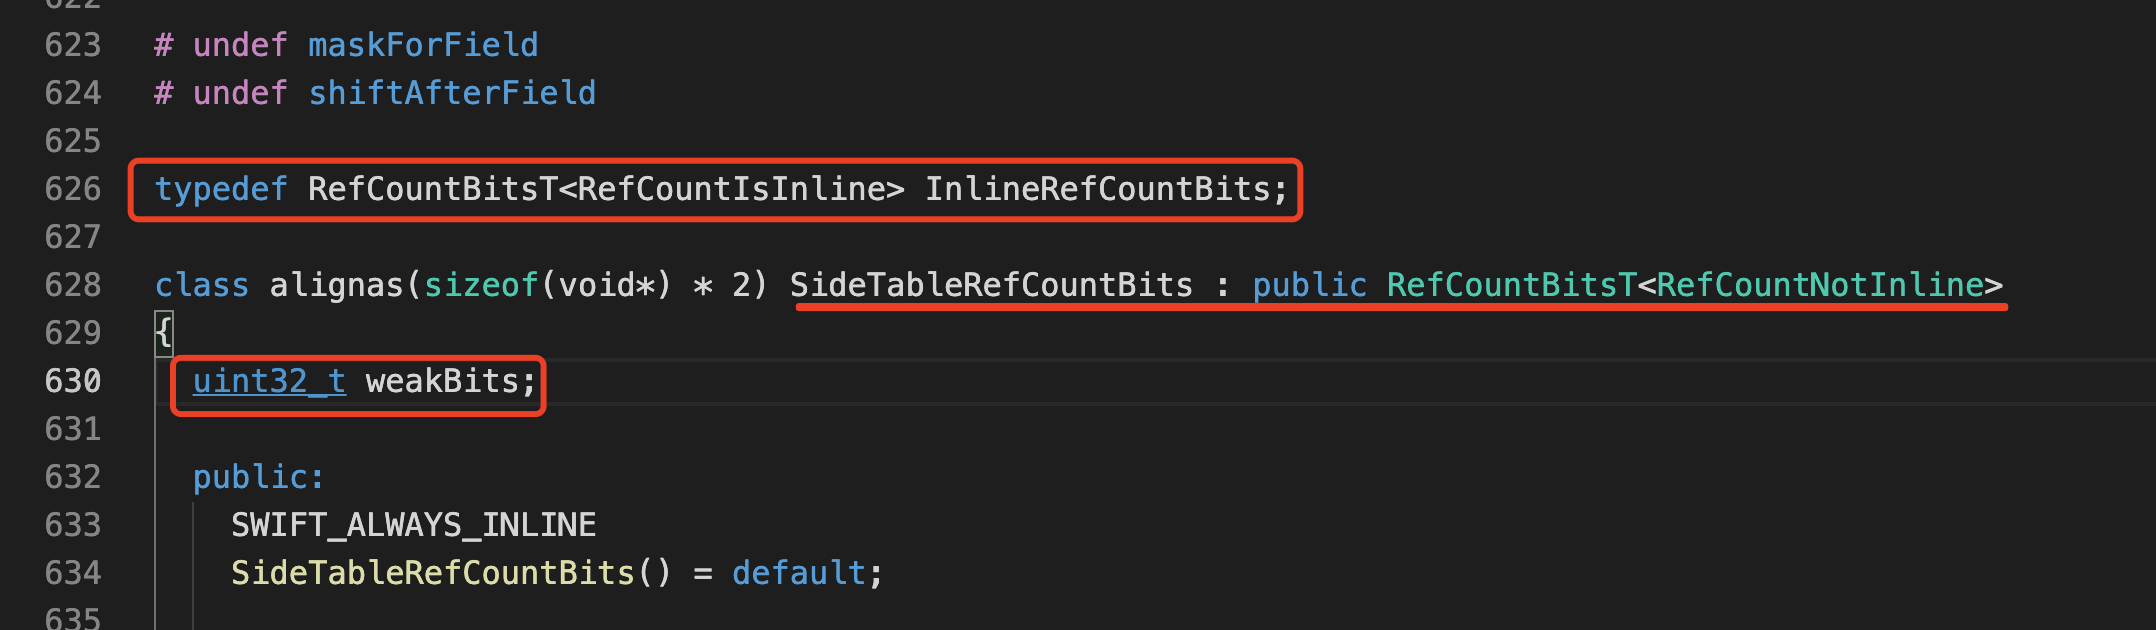 622
623 # undef maskForField
624 # undef shiftAfterField
625
626 typedef RefCountBitsT<RefCountIsInline> InlineRefCountBits;
627
628 class alignas(sizeof(void*) * 2) SideTableRefCountBits : public RefCountBitsT<RefCountNotInline>
629 {
630 uint32_t weakBits;
631
632 public:
633 SWIFT_ALWAYS_INLINE
634 SideTableRefCountBits() = default;
635